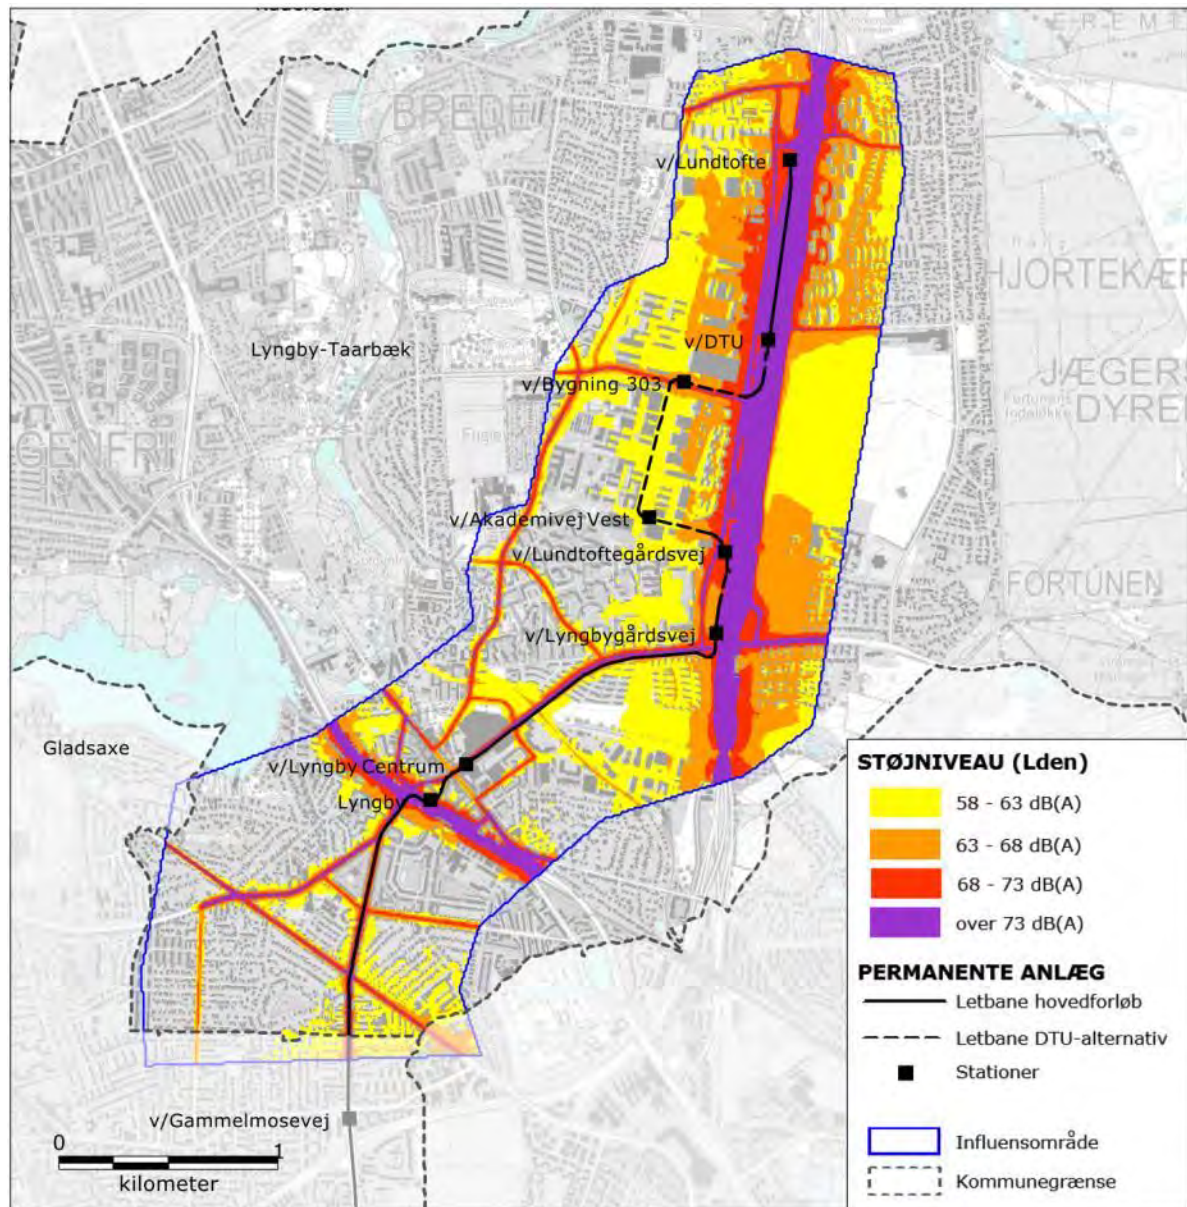 BREDE
v/Lundtofte
HJORTEKÆR
Lyngby-Taarbæk
v/DTU
v/Bygning 303
JÆGERS
DYRE
GENFRI
v/Akademivej Vest
v/Lundtoftegårdsvej
FORTUNEN
v/Lyngbygårdsvej
Gladsaxe
v/Lyngby Centrum
Lyngby
v/Gammelmosevej
0 1
kilometer
STØJNIVEAU (Lden)
58 - 63 dB(A)
63 - 68 dB(A)
68 - 73 dB(A)
over 73 dB(A)
PERMANENTE ANLÆG
Letbane hovedforløb
Letbane DTU-alternativ
Stationer
Influensområde
Kommunegrænse